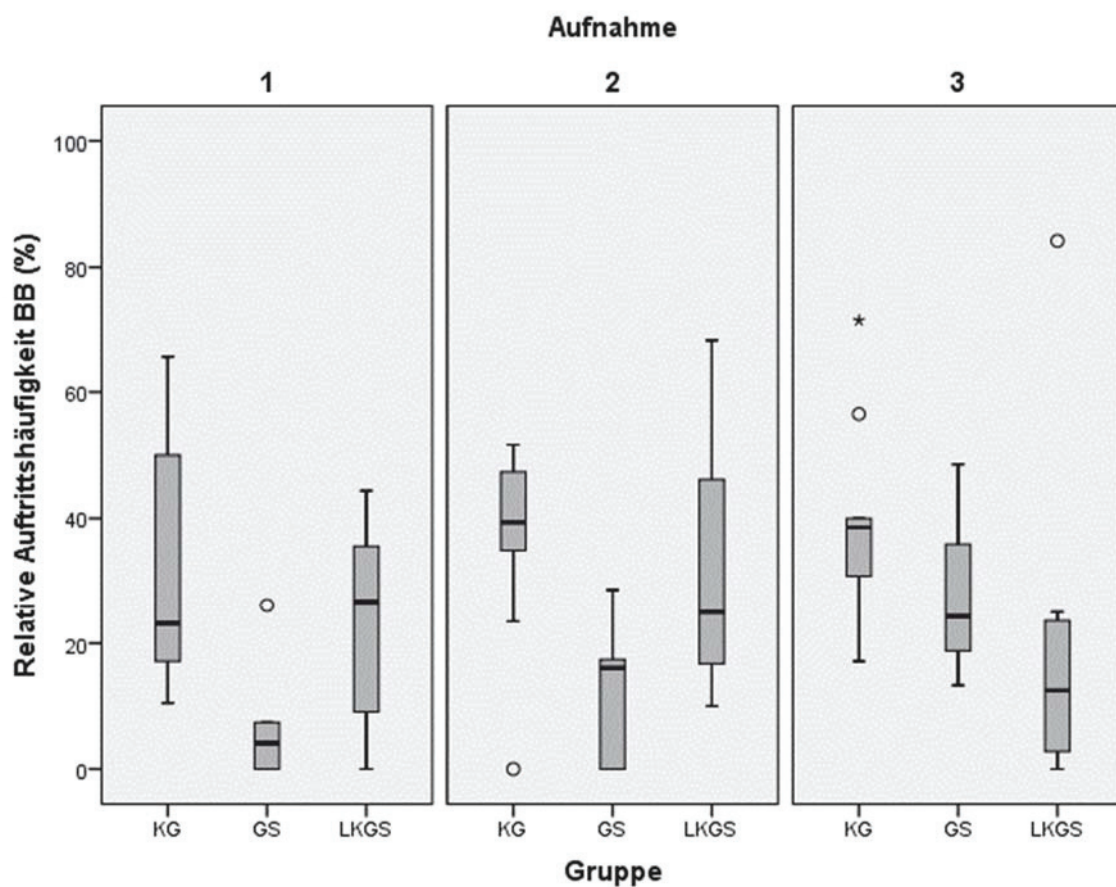 Aufnahme
1 2 3
Relative Auftrittshäufigkeit BB (%)
100
80
60
40
20
0
KG GS LKGS KG GS LKGS KG GS LKGS
Gruppe